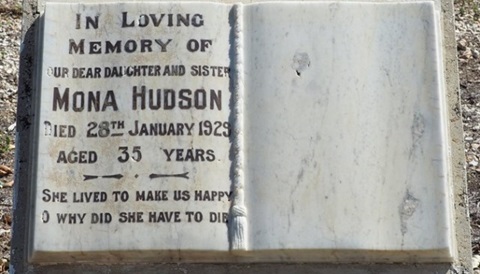 IN LOVING
MEMORY OF
OUR DEAR DAUGHTER AND SISTER
MONA HUDSON
DIED 28TH JANUARY 1929
AGED 35 YEARS
SHE LIVED TO MAKE US HAPPY
O WHY DID SHE HAVE TO DIE